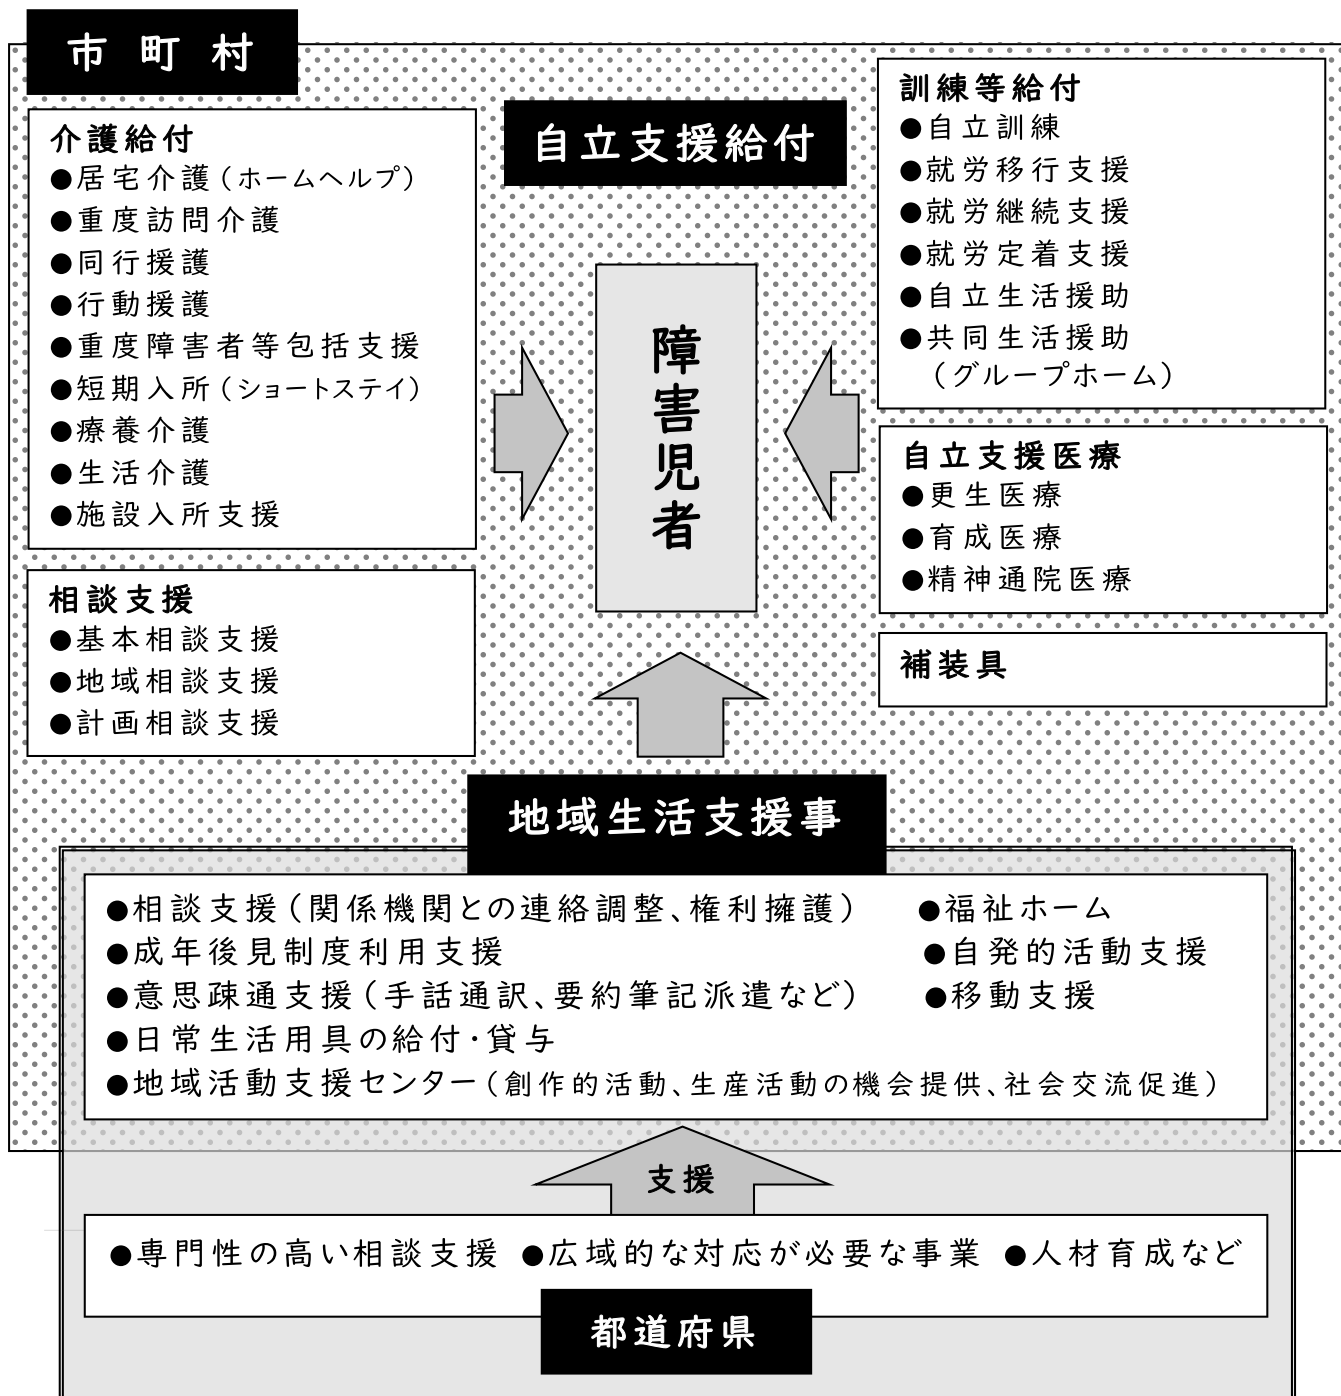 市町村
介護給付
●居宅介護（ホームヘルプ）
●重度訪問介護
●同行援護
●行動援護
●重度障害者等包括支援
●短期入所（ショートステイ）
●療養介護
●生活介護
●施設入所支援
相談支援
●基本相談支援
●地域相談支援
●計画相談支援
自立支援給付
障害児者
訓練等給付
●自立訓練
●就労移行支援
●就労継続支援
●就労定着支援
●自立生活援助
●共同生活援助
（グループホーム）
自立支援医療
●更生医療
●育成医療
●精神通院医療
補装具
地域生活支援事
●相談支援（関係機関との連絡調整、権利擁護） ●福祉ホーム
●成年後見制度利用支援 ●自発的活動支援
●意思疎通支援（手話通訳、要約筆記派遣など） ●移動支援
●日常生活用具の給付・貸与
●地域活動支援センター（創作的活動、生産活動の機会提供、社会交流促進）
支援
●専門性の高い相談支援 ●広域的な対応が必要な事業 ●人材育成など
都道府県